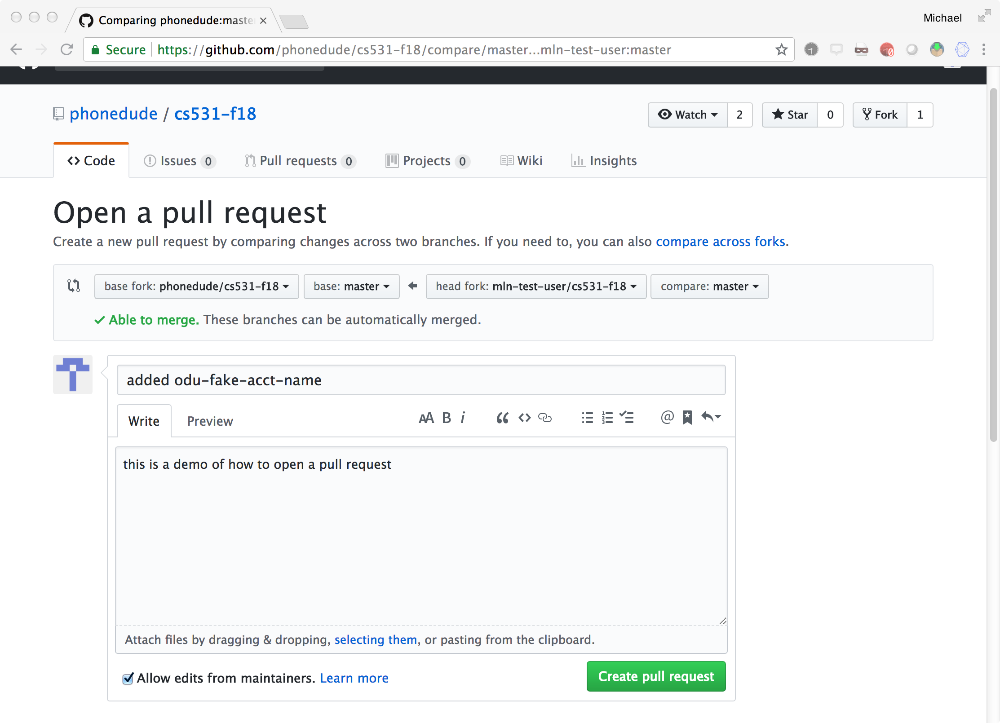 Comparing phonedude:maste
Michael
Secure https://github.com/phonedude/cs531-f18/compare/master...mln-test-user:master
phonedude / cs531-f18
Watch 2 Star 0 Fork 1
Code Issues 0 Pull requests 0 Projects 0 Wiki Insights
Open a pull request
Create a new pull request by comparing changes across two branches. If you need to, you can also compare across forks.
base fork: phonedude/cs531-f18 base: master head fork: mln-test-user/cs531-f18 compare: master
Able to merge. These branches can be automatically merged.
added odu-fake-acct-name
Write Preview
this is a demo of how to open a pull request
Attach files by dragging & dropping, selecting them, or pasting from the clipboard.
Allow edits from maintainers. Learn more
Create pull request